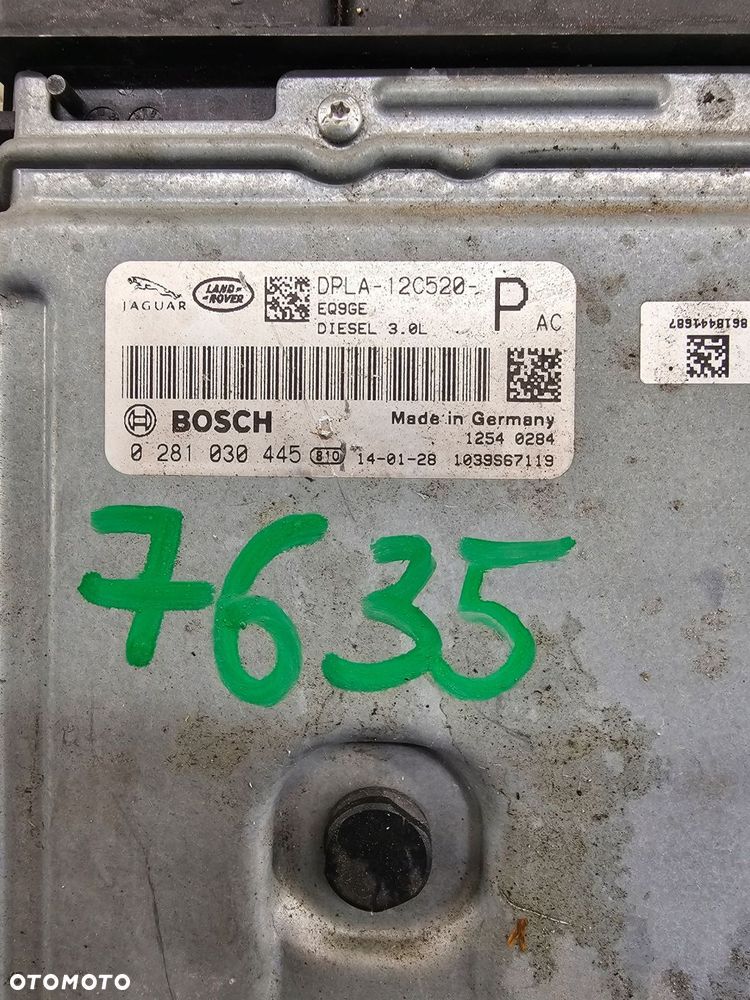 JAGUAR
LAND ROVER
DPLA-12C520-
P
AC
EQ9GE
DIESEL 3.0L
BOSCH
Made in Germany
1254 0284
0 281 030 445 810 14-01-28 1039S67119
8618441687
7635
OTOMOTO